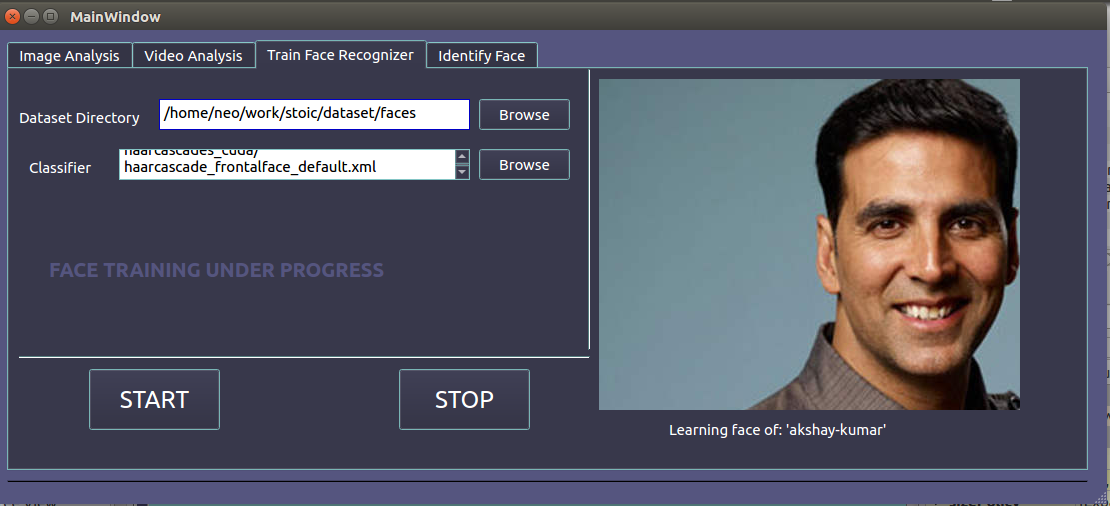 MainWindow
Image Analysis
Video Analysis
Train Face Recognizer
Identify Face
Dataset Directory
/home/neo/work/stoic/dataset/faces
Browse
Classifier
haarcascades_cuda/
haarcascade_frontalface_default.xml
Browse
FACE TRAINING UNDER PROGRESS
START
STOP
Learning face of: 'akshay-kumar'